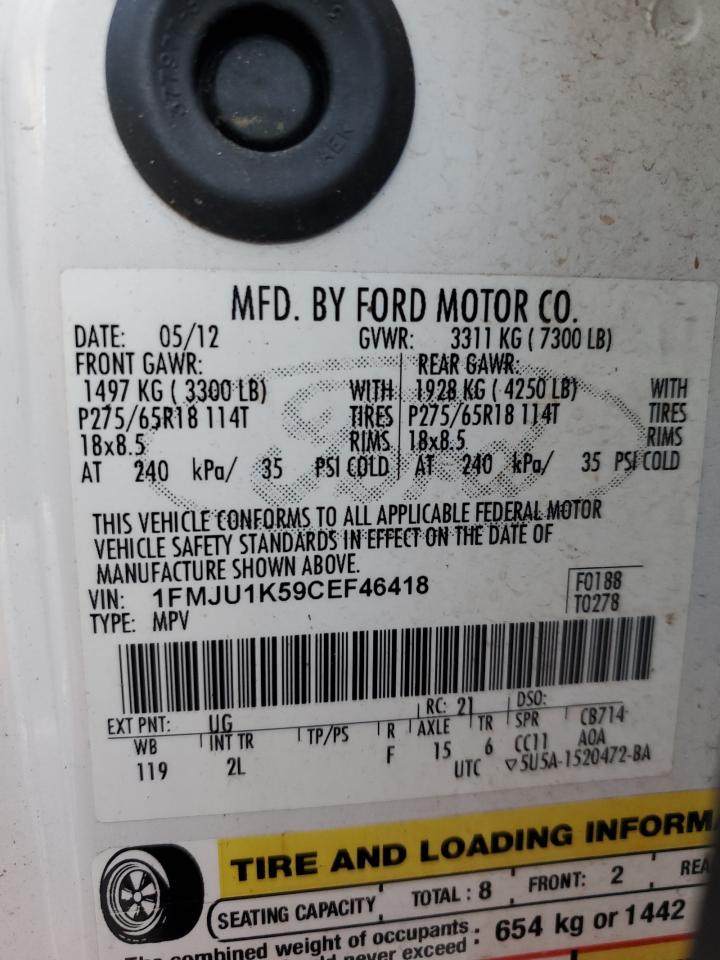 MFD. BY FORD MOTOR CO.
DATE: 05/12 GVWR: 3311 KG ( 7300 LB)
FRONT GAWR: REAR GAWR:
1497 KG ( 3300 LB) WITH 1928 KG ( 4250 LB) WITH
P275/65R18 114T TIRES P275/65R18 114T TIRES
18x8.5 RIMS 18x8.5 RIMS
AT 240 kPa/ 35 PSI COLD AT 240 kPa/ 35 PSI COLD
THIS VEHICLE CONFORMS TO ALL APPLICABLE FEDERAL MOTOR
VEHICLE SAFETY STANDARDS IN EFFECT ON THE DATE OF
MANUFACTURE SHOWN ABOVE.
VIN: 1FMJU1K59CEF46418 F0188
TYPE: MPV T0278
EXT PNT: UG RC: 21 DSO:
WB INT TR TP/PS R AXLE TR SPR CB714
119 2L F 15 6 CC11 AOA
UTC ▽5U5A-1520472-BA
TIRE AND LOADING INFORM
SEATING CAPACITY TOTAL : 8 FRONT: 2 REA
The combined weight of occupants
never exceed : 654 kg or 1442